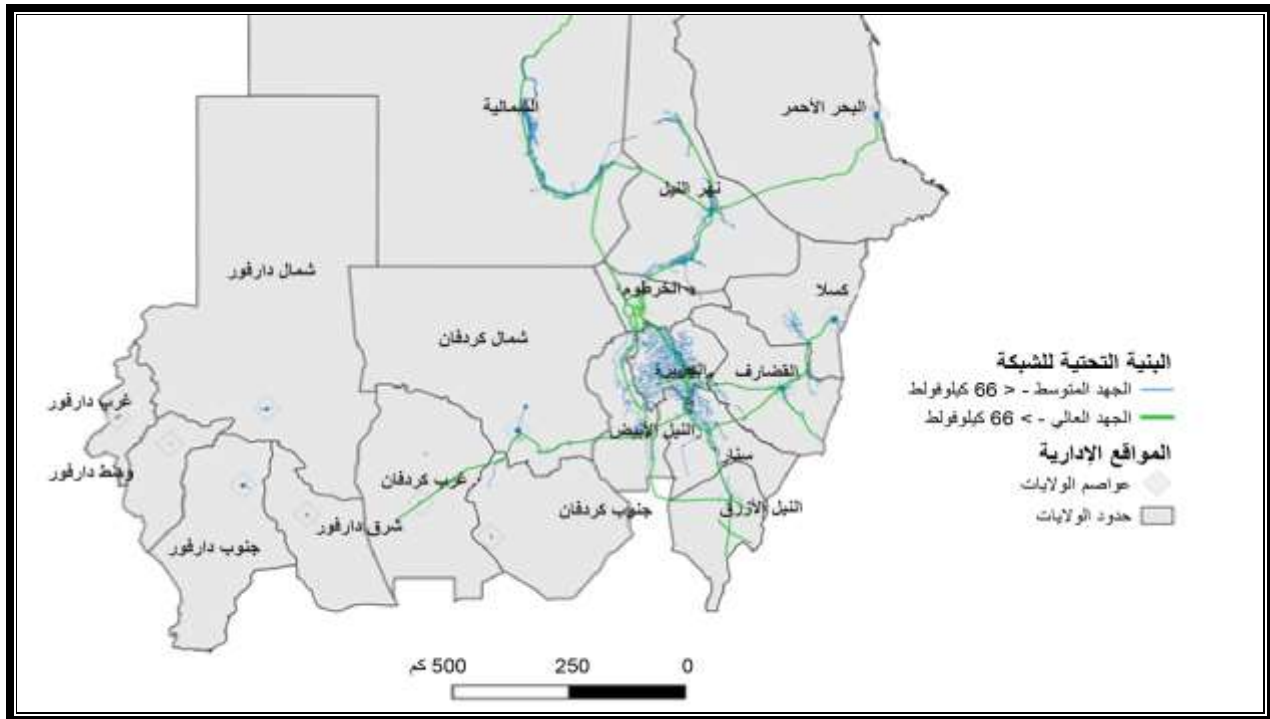 الشمالية
البحر الأحمر
نهر النيل
شمال دارفور
الخرطوم
كسلا
شمال كردفان
الجزيرة
القضارف
غرب دارفور
النيل الأبيض
سنار
وسط دارفور
غرب كردفان
جنوب كردفان
النيل الأزرق
شرق دارفور
جنوب دارفور
البنية التحتية للشبكة
الجهد المتوسط - < 66 كيلوفولط
الجهد العالي - > 66 كيلوفولط
المواقع الإدارية
عواصم الولايات
حدود الولايات
0 250 500 كم